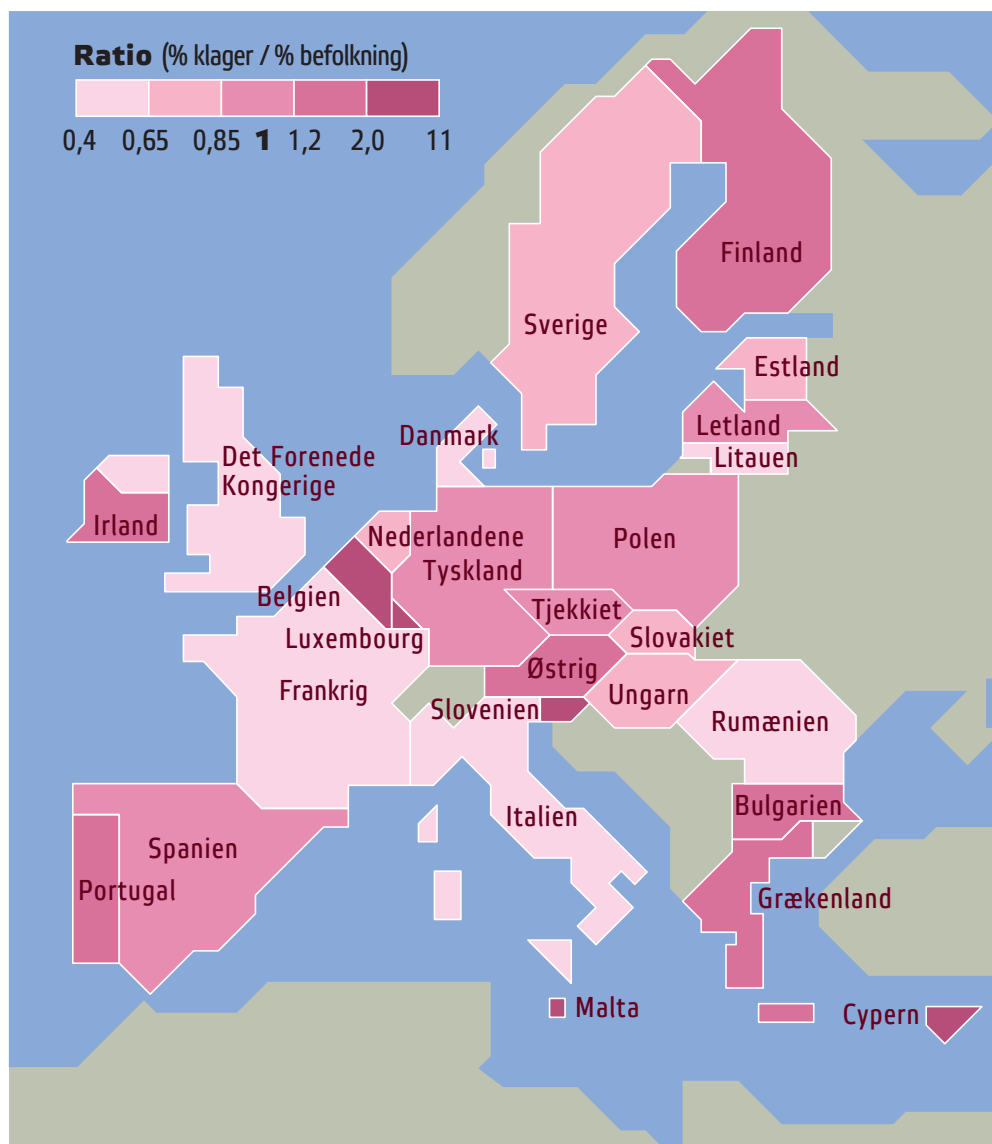 Ratio (% klager / % befolkning)
0,4 0,65 0,85 1 1,2 2,0 11
Finland
Sverige
Estland
Letland
Danmark
Litauen
Det Forenede
Kongerige
Irland
Nederlandene
Polen
Tyskland
Belgien
Tjekkiet
Luxembourg
Slovakiet
Østrig
Frankrig
Ungarn
Slovenien
Rumænien
Bulgarien
Italien
Spanien
Portugal
Grækenland
Malta
Cypern